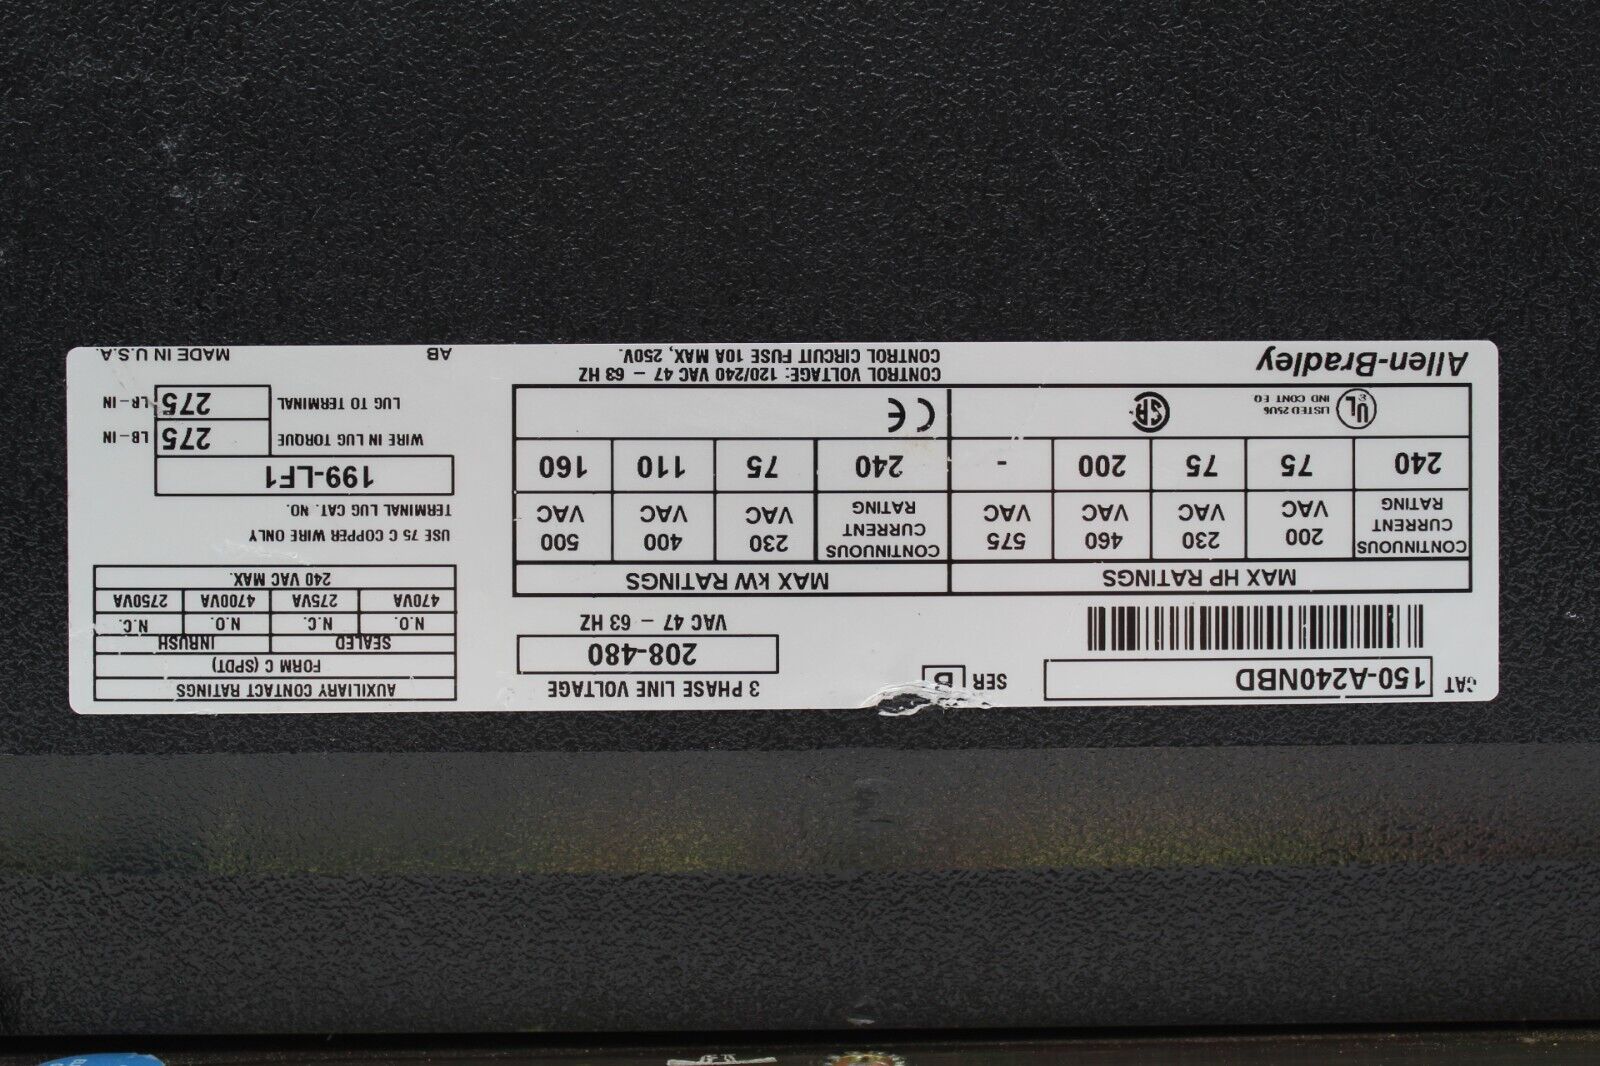 CAT 150-A240NBD SER B
3 PHASE LINE VOLTAGE
208-480
VAC 47 – 63 HZ
MAX HP RATINGS MAX kW RATINGS
CONTINUOUS CURRENT RATING 200 VAC 230 VAC 460 VAC 575 VAC CONTINUOUS CURRENT RATING 230 VAC 400 VAC 500 VAC
240 75 75 200 - 240 75 110 160
UL LISTED 25U6
IND CONT EQ
CE
Allen-Bradley
CONTROL VOLTAGE: 120/240 VAC 47 – 63 HZ
CONTROL CIRCUIT FUSE 10A MAX, 250V.
AUXILIARY CONTACT RATINGS
FORM C (SPDT)
SEALED INRUSH
N.O. N.C. N.O. N.C.
470VA 275VA 4700VA 2750VA
240 VAC MAX.
USE 75 C COPPER WIRE ONLY
TERMINAL LUG CAT. NO.
199-LF1
WIRE IN LUG TORQUE 275 LB-IN
LUG TO TERMINAL 275 LB-IN
AB MADE IN U.S.A.